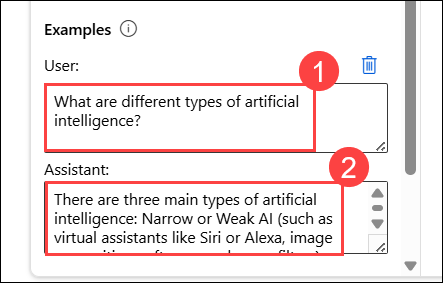 Examples
User:
1
What are different types of artificial
intelligence?
Assistant:
2
There are three main types of artificial
intelligence: Narrow or Weak AI (such as
virtual assistants like Siri or Alexa, image